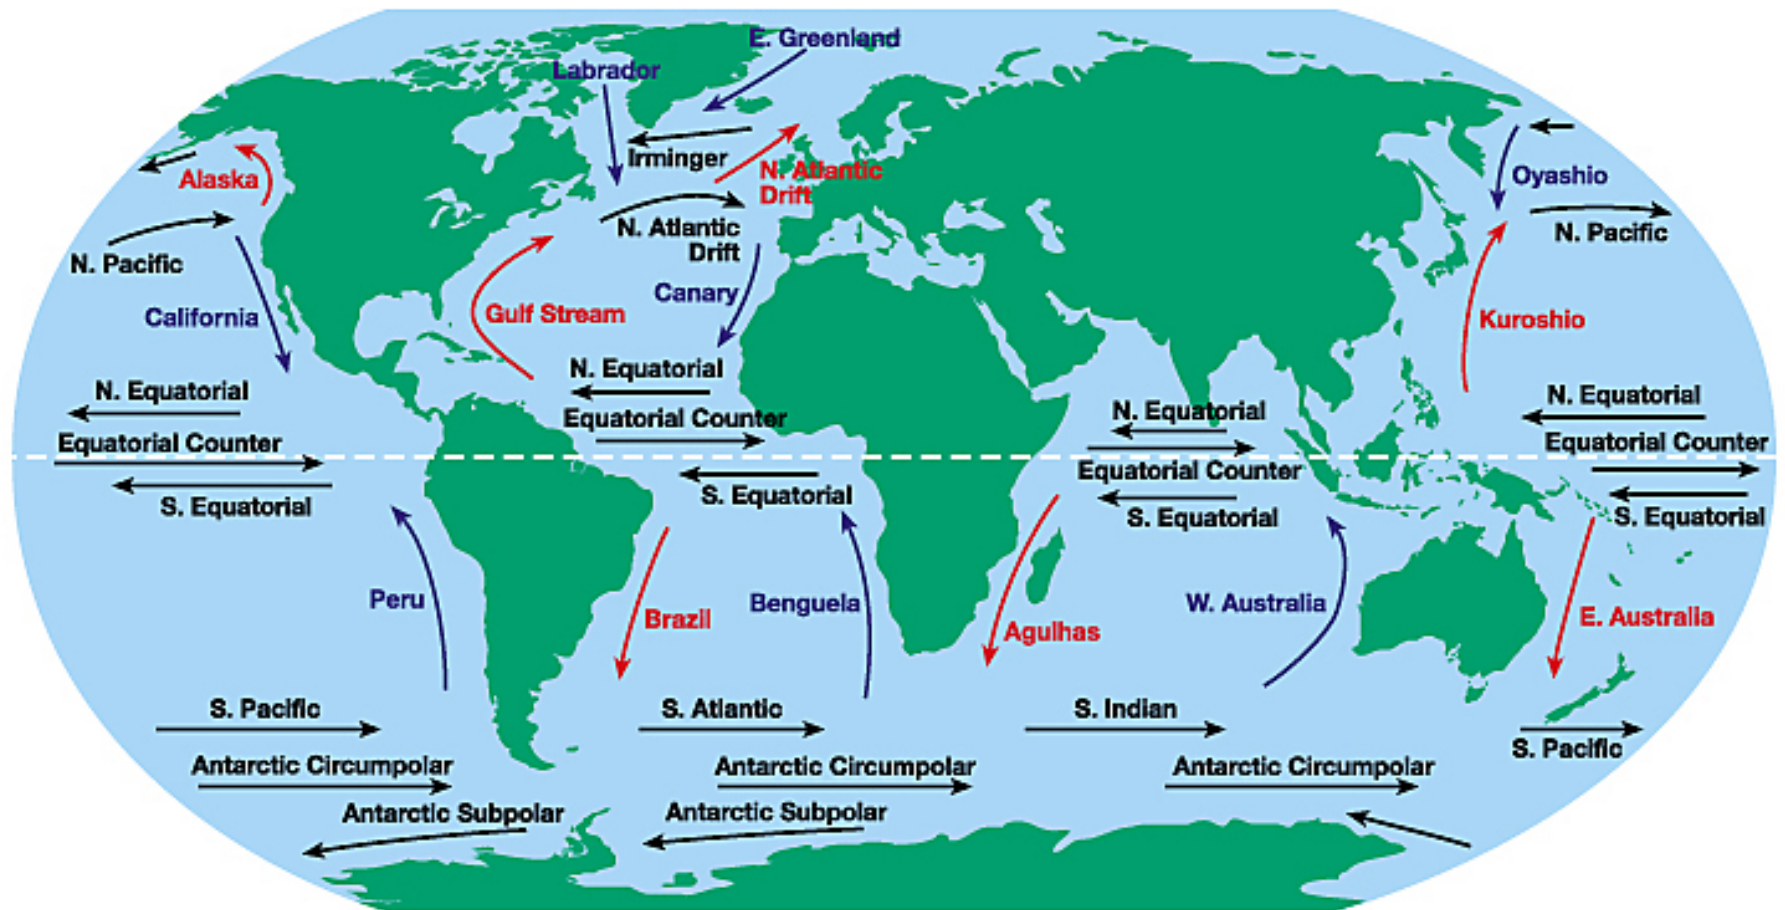 E. Greenland
Labrador
Irminger
Alaska
N. Atlantic
Drift
Oyashio
N. Pacific
N. Atlantic
Drift
N. Pacific
California
Canary
Gulf Stream
Kuroshio
N. Equatorial
N. Equatorial
N. Equatorial
N. Equatorial
Equatorial Counter
Equatorial Counter
Equatorial Counter
Equatorial Counter
S. Equatorial
S. Equatorial
S. Equatorial
S. Equatorial
Peru
Brazil
Benguela
Agulhas
W. Australia
E. Australia
S. Pacific
S. Atlantic
S. Indian
S. Pacific
Antarctic Circumpolar
Antarctic Circumpolar
Antarctic Circumpolar
Antarctic Subpolar
Antarctic Subpolar